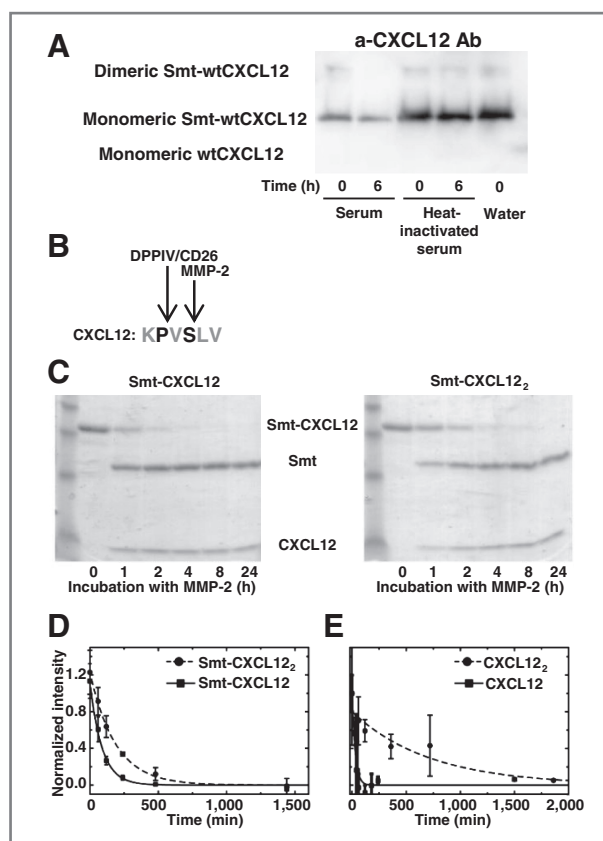 A
a-CXCL12 Ab
Dimeric Smt-wtCXCL12
Monomeric Smt-wtCXCL12
Monomeric wtCXCL12
Time (h) 0 6 0 6 0
Serum Heat-inactivated serum Water
B
DPPIV/CD26
MMP-2
CXCL12: KPVSLV
C
Smt-CXCL12 Smt-CXCL12₂
Smt-CXCL12
Smt
CXCL12
0 1 2 4 8 24 0 1 2 4 8 24
Incubation with MMP-2 (h) Incubation with MMP-2 (h)
D E
Smt-CXCL12₂ CXCL12₂
Smt-CXCL12 CXCL12
Normalized intensity
1.2
0.8
0.4
0.0
0 500 1,000 1,500 0 500 1,000 1,500 2,000
Time (min) Time (min)